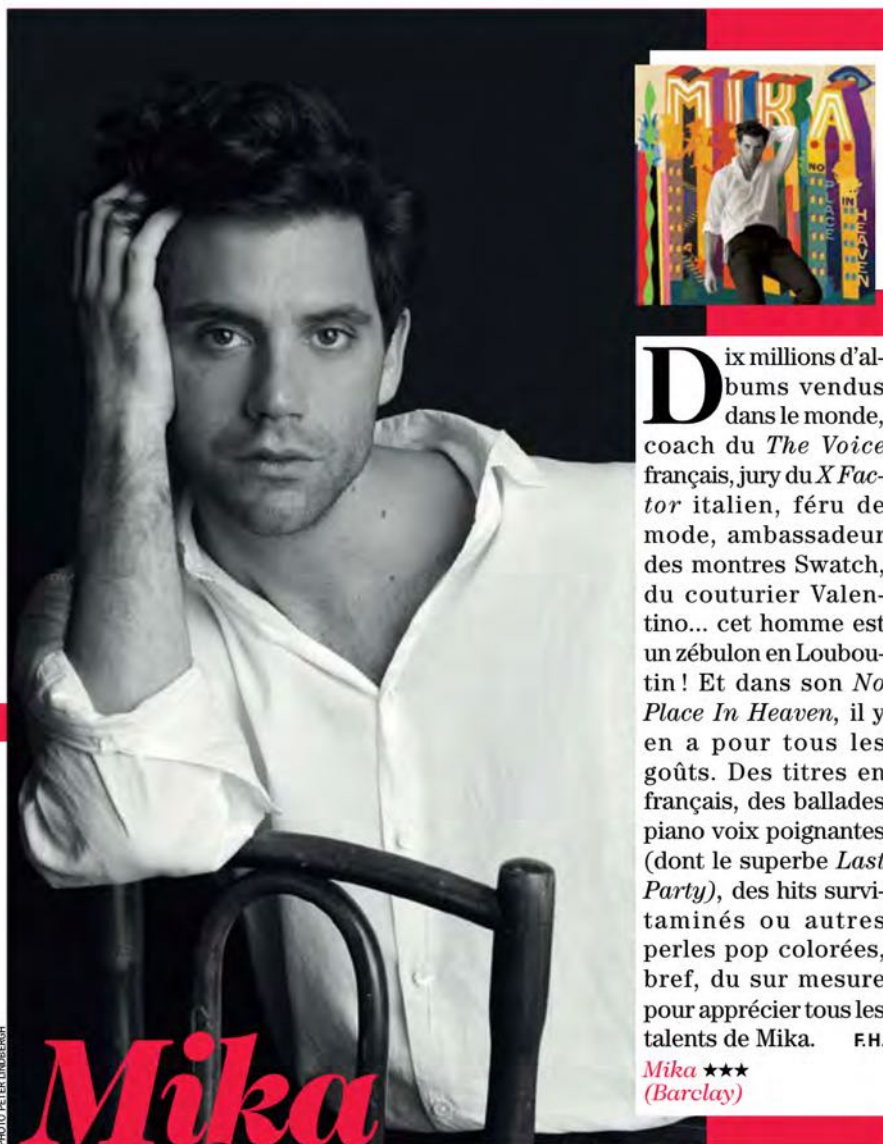 MIKA
NO
PLACE
IN
HEAVEN
Dix millions d'al-
bums vendus
dans le monde,
coach du The Voice
français, jury du X Fac-
tor italien, féru de
mode, ambassadeur
des montres Swatch,
du couturier Valen-
tino... cet homme est
un zébulon en Loubou-
tin ! Et dans son No
Place In Heaven, il y
en a pour tous les
goûts. Des titres en
français, des ballades
piano voix poignantes
(dont le superbe Last
Party), des hits survi-
taminés ou autres
perles pop colorées,
bref, du sur mesure
pour apprécier tous les
talents de Mika. F.H.
Mika ★★★
(Barclay)
Mika
PHOTO PETER LINDBERGH